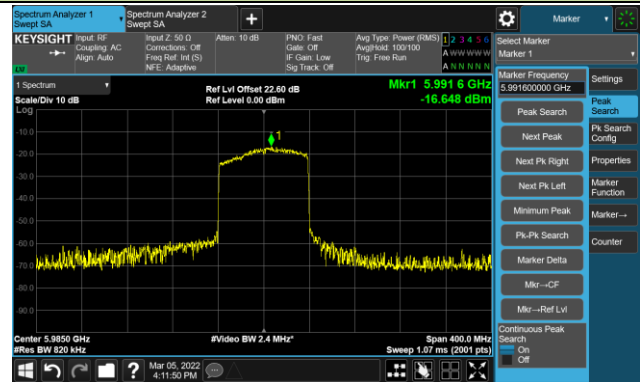 Spectrum Analyzer 1
Swept SA
Spectrum Analyzer 2
Swept SA
+
Marker
KEYSIGHT
Input: RF
Coupling: AC
Align: Auto
Input Z: 50 Ω
Corrections: Off
Freq Ref: Int (S)
NFE: Adaptive
Atten: 10 dB
PNO: Fast
Gate: Off
IF Gain: Low
Sig Track: Off
Avg Type: Power (RMS)
Avg|Hold: 100/100
Trig: Free Run
1 2 3 4 5 6
A W W W W W
A N N N N N
Select Marker
Marker 1
1 Spectrum
Scale/Div 10 dB
Log
Ref Lvl Offset 22.60 dB
Ref Level 0.00 dBm
Mkr1 5.991 6 GHz
-16.648 dBm
1
-10.0
-20.0
-30.0
-40.0
-50.0
-60.0
-70.0
-80.0
-90.0
Center 5.9850 GHz
#Res BW 820 kHz
#Video BW 2.4 MHz*
Span 400.0 MHz
Sweep 1.07 ms (2001 pts)
Marker Frequency
5.991600000 GHz
Peak Search
Next Peak
Next Pk Right
Next Pk Left
Minimum Peak
Pk-Pk Search
Marker Delta
Mkr→CF
Mkr→Ref Lvl
Continuous Peak
Search
On
Off
Settings
Peak
Search
Pk Search
Config
Properties
Marker
Function
Marker→
Counter
?
Mar 05, 2022
4:11:50 PM